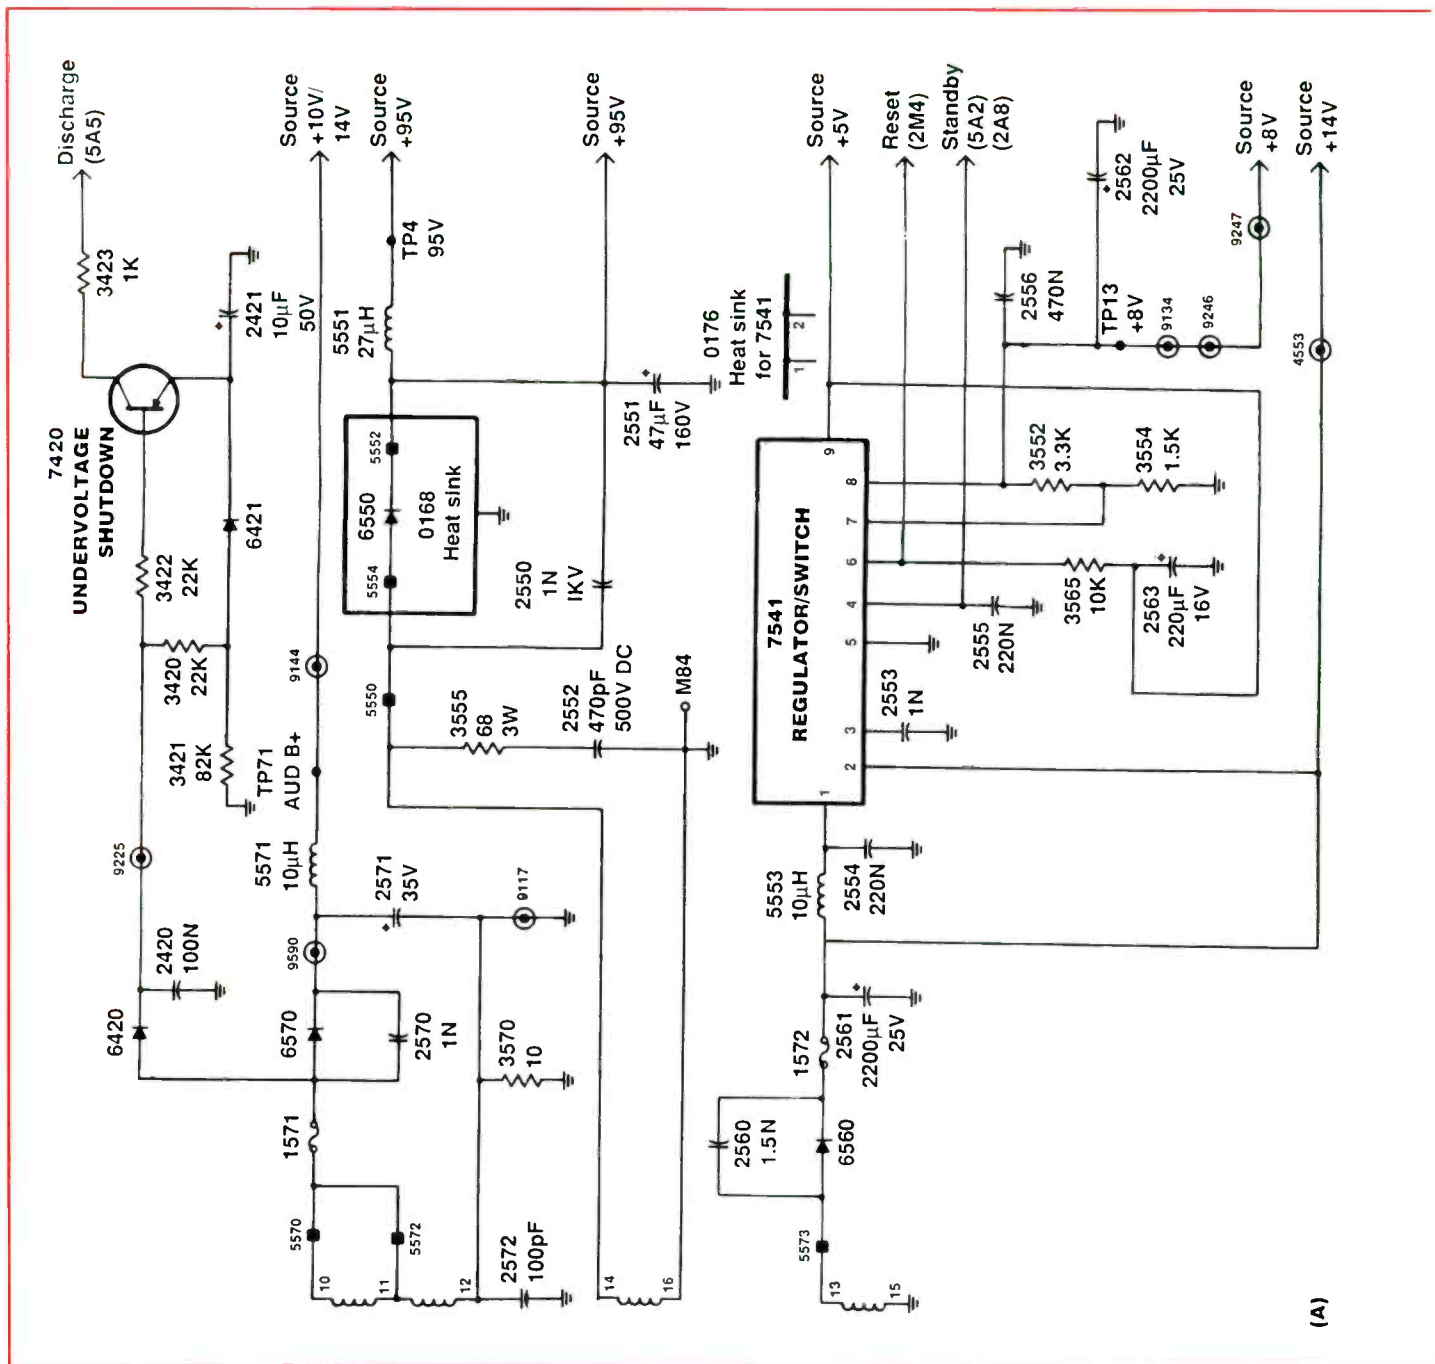 Discharge
(5A5)
3423
1K
7420
UNDERVOLTAGE
SHUTDOWN
2421
10µF
50V
3422
22K
6421
3420
22K
3421
82K
9225
2420
100N
6420
Source
+10V/
14V
9144
TP71
AUD B+
5571
10µH
2571
35V
9117
9590
6570
2570
1N
3570
10
1571
5570
5572
10
11
12
2572
100pF
Source
+95V
TP4
95V
5551
27µH
5552
6550
0168
Heat sink
5554
Source
+95V
2551
47µF
160V
2550
1N
IKV
5550
3555
68
3W
2552
470pF
500V DC
M84
14
16
Source
+5V
Reset
(2M4)
Standby
(5A2)
(2A8)
0176
Heat sink
for 7541
1
2
2562
2200µF
25V
2556
470N
TP13
+8V
9134
9246
9247
Source
+8V
Source
+14V
4553
7541
REGULATOR/SWITCH
9
8
7
6
4
5
3
2
1
3552
3.3K
3554
1.5K
3565
10K
2563
220µF
16V
2555
220N
2553
1N
5553
10µH
2554
220N
1572
2561
2200µF
25V
2560
1.5N
6560
5573
13
15
(A)